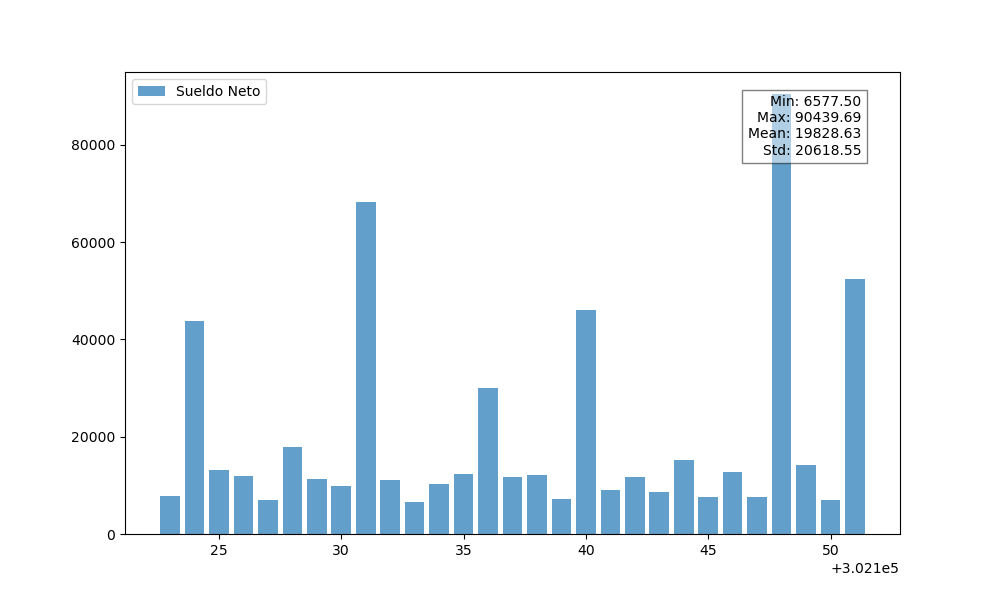 Sueldo Neto
Min: 6577.50
Max: 90439.69
Mean: 19828.63
Std: 20618.55
80000
60000
40000
20000
0
25 30 35 40 45 50
+3.021e5